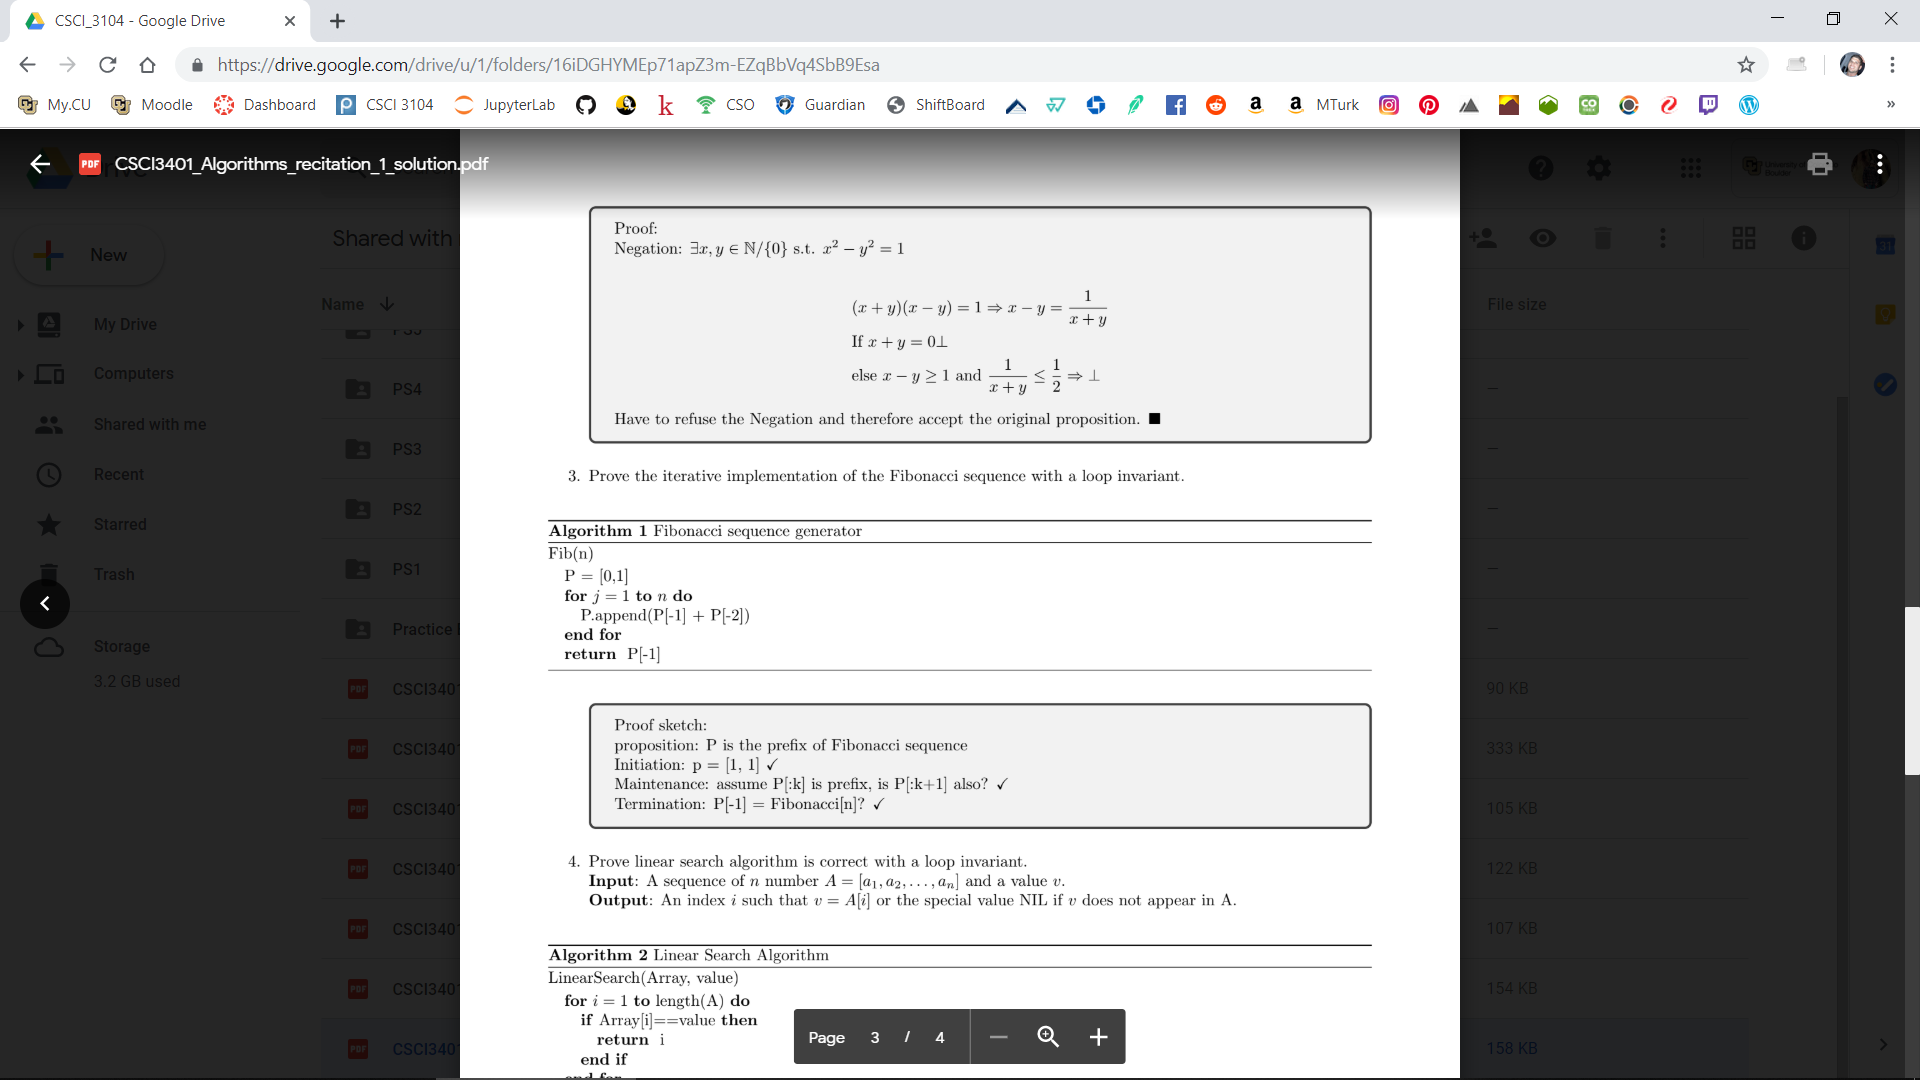 CSCI_3104 - Google Drive
https://drive.google.com/drive/u/1/folders/16iDGHYMEp71apZ3m-EZqBbVq4SbB9Esa
My.CU Moodle Dashboard CSCI 3104 JupyterLab CSO Guardian ShiftBoard MTurk
CSCI3401_Algorithms_recitation_1_solution.pdf
New
My Drive
Computers
Shared with me
Recent
Starred
Trash
Storage
3.2 GB used
Shared with
Name
File size
PS4
PS3
PS2
PS1
Practice
CSCI340
90 KB
CSCI340
333 KB
CSCI340
105 KB
CSCI340
122 KB
CSCI340
107 KB
CSCI340
154 KB
CSCI340
158 KB
Proof:
Negation: ∃x, y ∈ ℕ/{0} s.t. x² − y² = 1
(x + y)(x − y) = 1 ⇒ x − y = 1/(x + y)
If x + y = 0⊥
else x − y ≥ 1 and 1/(x + y) ≤ 1/2 ⇒ ⊥
Have to refuse the Negation and therefore accept the original proposition. ■
3. Prove the iterative implementation of the Fibonacci sequence with a loop invariant.
Algorithm 1 Fibonacci sequence generator
Fib(n)
P = [0,1]
for j = 1 to n do
P.append(P[-1] + P[-2])
end for
return P[-1]
Proof sketch:
proposition: P is the prefix of Fibonacci sequence
Initiation: p = [1, 1] ✓
Maintenance: assume P[:k] is prefix, is P[:k+1] also? ✓
Termination: P[-1] = Fibonacci[n]? ✓
4. Prove linear search algorithm is correct with a loop invariant.
Input: A sequence of n number A = [a₁, a₂, . . . , aₙ] and a value v.
Output: An index i such that v = A[i] or the special value NIL if v does not appear in A.
Algorithm 2 Linear Search Algorithm
LinearSearch(Array, value)
for i = 1 to length(A) do
if Array[i]==value then
return i
end if
end for
Page 3 / 4